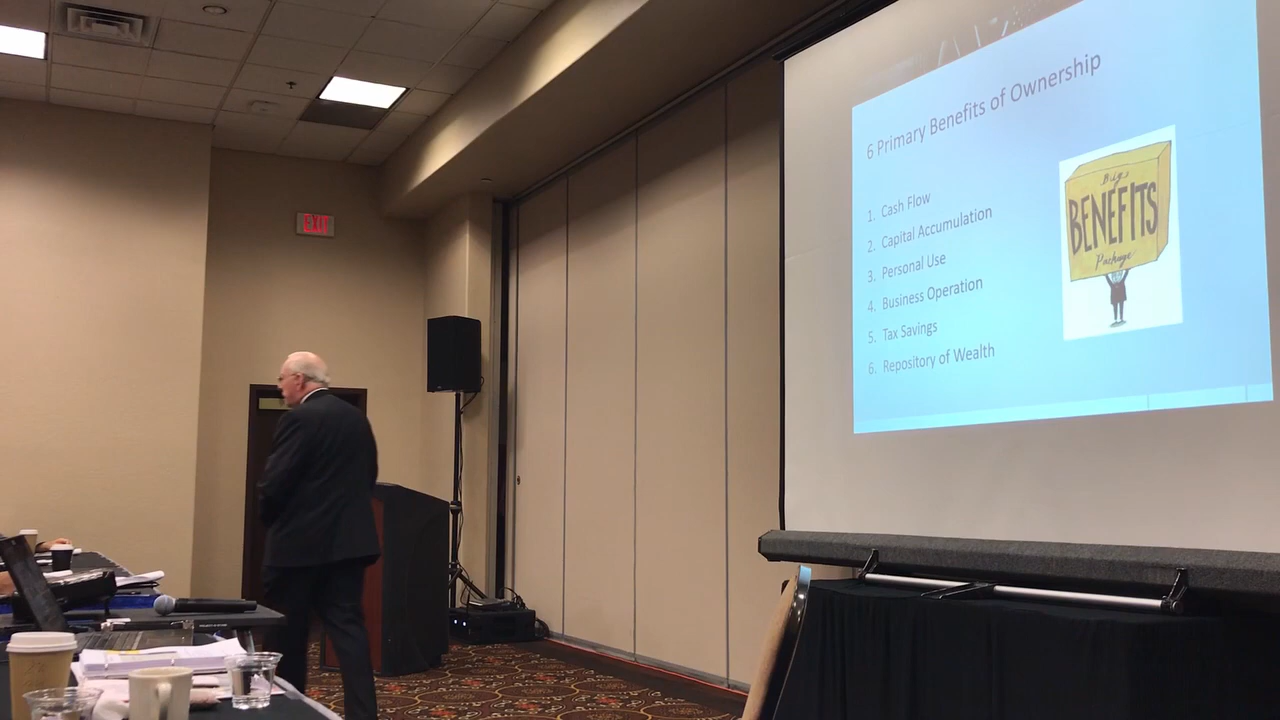 EXIT
6 Primary Benefits of Ownership
1. Cash Flow
2. Capital Accumulation
3. Personal Use
4. Business Operation
5. Tax Savings
6. Repository of Wealth
Big
BENEFITS
Package